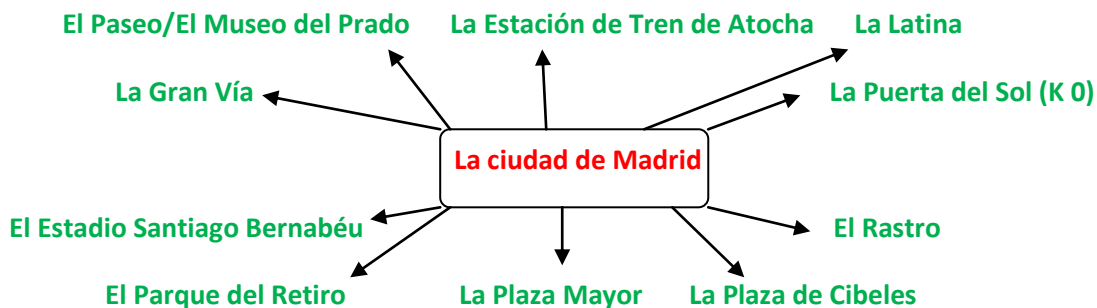 El Paseo/El Museo del Prado La Estación de Tren de Atocha La Latina
La Gran Vía La Puerta del Sol (K 0)
La ciudad de Madrid
El Estadio Santiago Bernabéu El Rastro
El Parque del Retiro La Plaza Mayor La Plaza de Cibeles